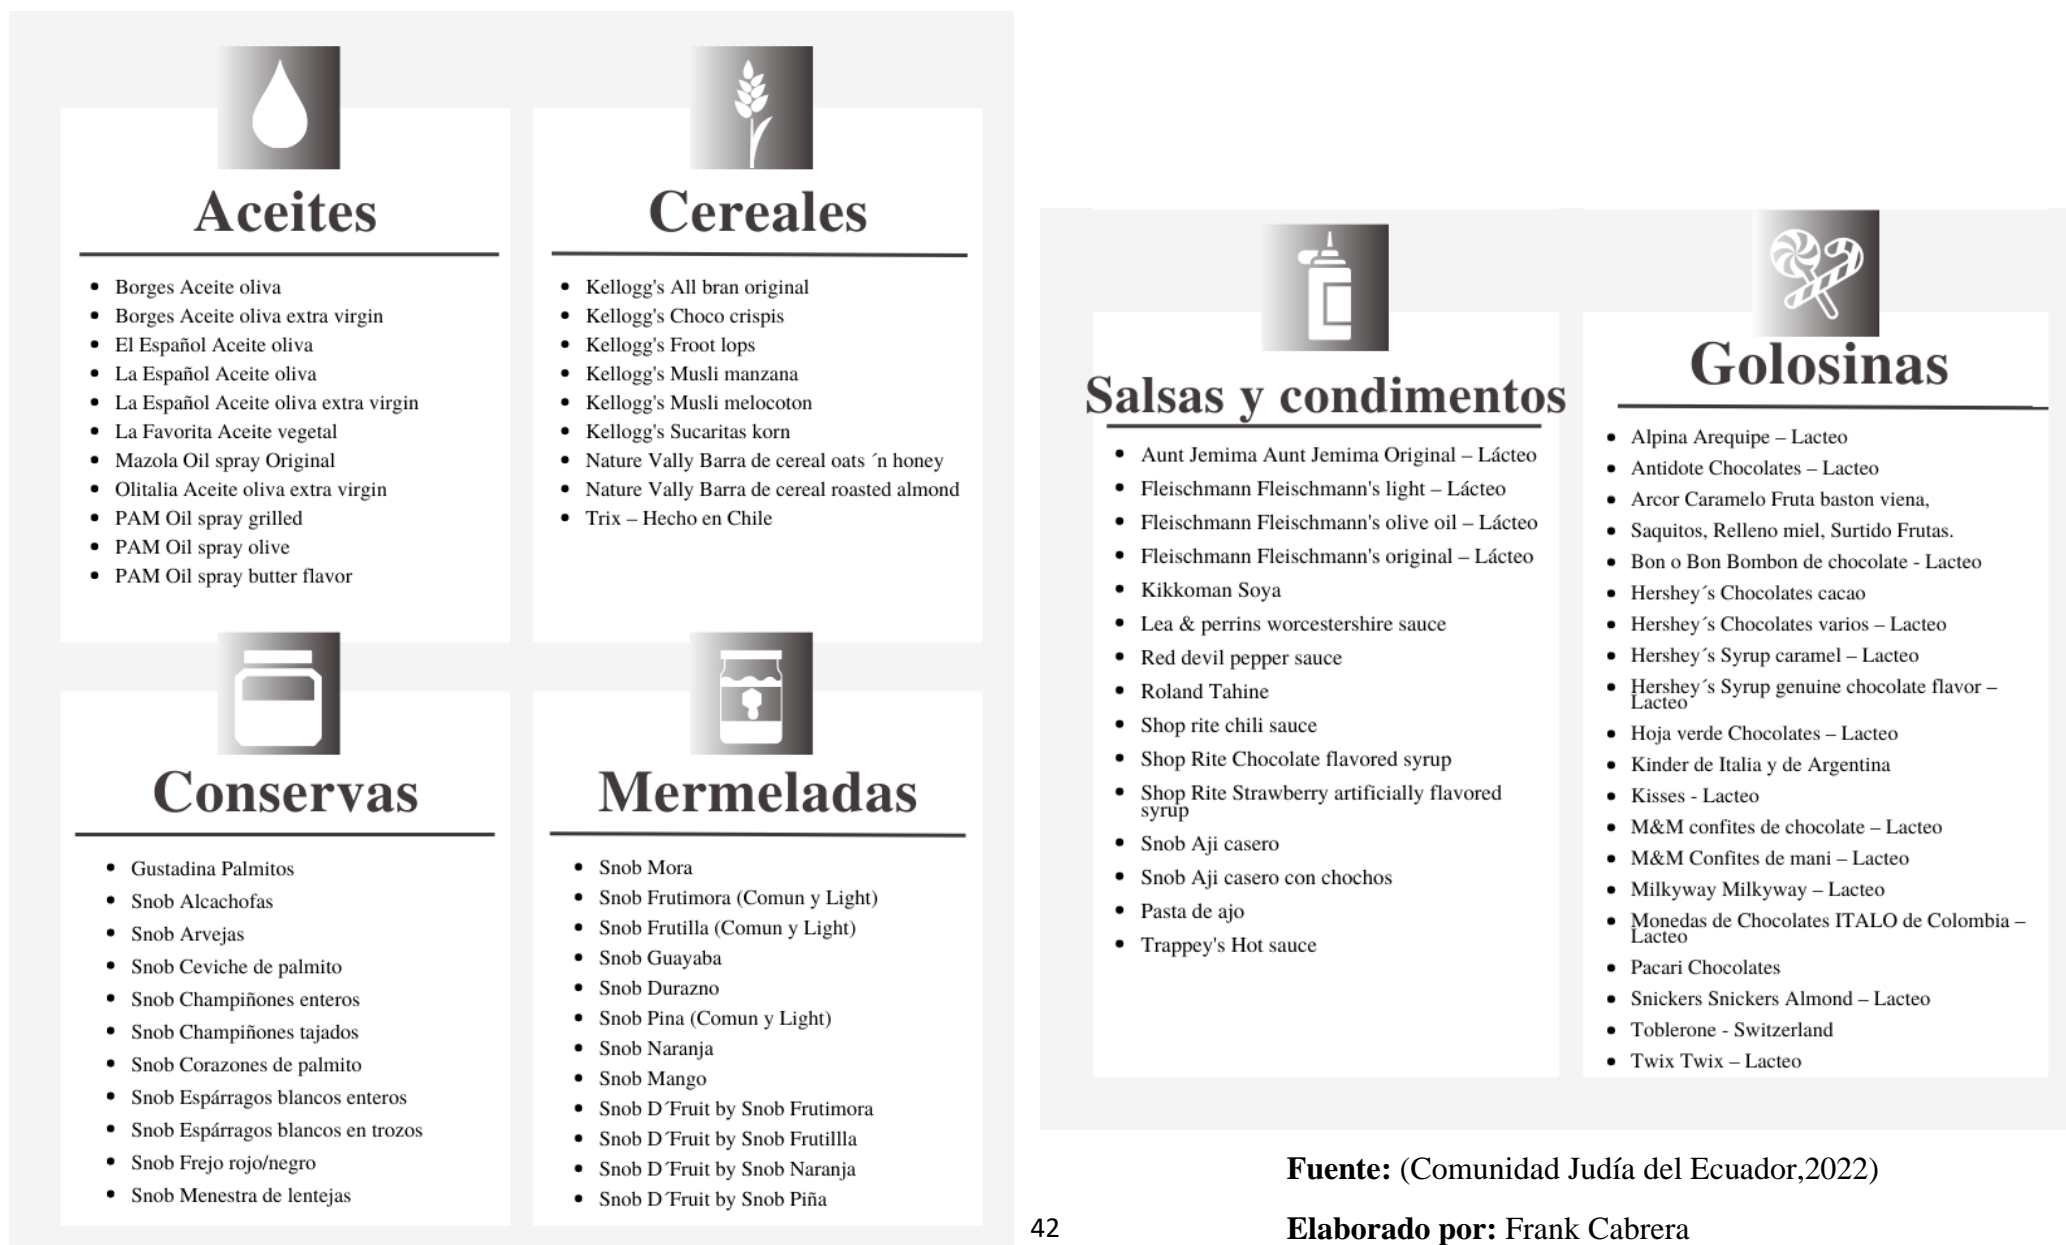 Aceites
Borges Aceite oliva
Borges Aceite oliva extra virgin
El Español Aceite oliva
La Español Aceite oliva
La Español Aceite oliva extra virgin
La Favorita Aceite vegetal
Mazola Oil spray Original
Olitalia Aceite oliva extra virgin
PAM Oil spray grilled
PAM Oil spray olive
PAM Oil spray butter flavor
Cereales
Kellogg's All bran original
Kellogg's Choco crispis
Kellogg's Froot lops
Kellogg's Musli manzana
Kellogg's Musli melocoton
Kellogg's Sucaritas korn
Nature Vally Barra de cereal oats ´n honey
Nature Vally Barra de cereal roasted almond
Trix – Hecho en Chile
Conservas
Gustadina Palmitos
Snob Alcachofas
Snob Arvejas
Snob Ceviche de palmito
Snob Champiñones enteros
Snob Champiñones tajados
Snob Corazones de palmito
Snob Espárragos blancos enteros
Snob Espárragos blancos en trozos
Snob Frejo rojo/negro
Snob Menestra de lentejas
Mermeladas
Snob Mora
Snob Frutimora (Comun y Light)
Snob Frutilla (Comun y Light)
Snob Guayaba
Snob Durazno
Snob Pina (Comun y Light)
Snob Naranja
Snob Mango
Snob D´Fruit by Snob Frutimora
Snob D´Fruit by Snob Frutillla
Snob D´Fruit by Snob Naranja
Snob D´Fruit by Snob Piña
Salsas y condimentos
Aunt Jemima Aunt Jemima Original – Lácteo
Fleischmann Fleischmann's light – Lácteo
Fleischmann Fleischmann's olive oil – Lácteo
Fleischmann Fleischmann's original – Lácteo
Kikkoman Soya
Lea & perrins worcestershire sauce
Red devil pepper sauce
Roland Tahine
Shop rite chili sauce
Shop Rite Chocolate flavored syrup
Shop Rite Strawberry artificially flavored
syrup
Snob Aji casero
Snob Aji casero con chochos
Pasta de ajo
Trappey's Hot sauce
Golosinas
Alpina Arequipe – Lacteo
Antidote Chocolates – Lacteo
Arcor Caramelo Fruta baston viena,
Saquitos, Relleno miel, Surtido Frutas.
Bon o Bon Bombon de chocolate - Lacteo
Hershey´s Chocolates cacao
Hershey´s Chocolates varios – Lacteo
Hershey´s Syrup caramel – Lacteo
Hershey´s Syrup genuine chocolate flavor –
Lacteo
Hoja verde Chocolates – Lacteo
Kinder de Italia y de Argentina
Kisses - Lacteo
M&M confites de chocolate – Lacteo
M&M Confites de mani – Lacteo
Milkyway Milkyway – Lacteo
Monedas de Chocolates ITALO de Colombia –
Lacteo
Pacari Chocolates
Snickers Snickers Almond – Lacteo
Toblerone - Switzerland
Twix Twix – Lacteo
Fuente: (Comunidad Judía del Ecuador,2022)
42
Elaborado por: Frank Cabrera